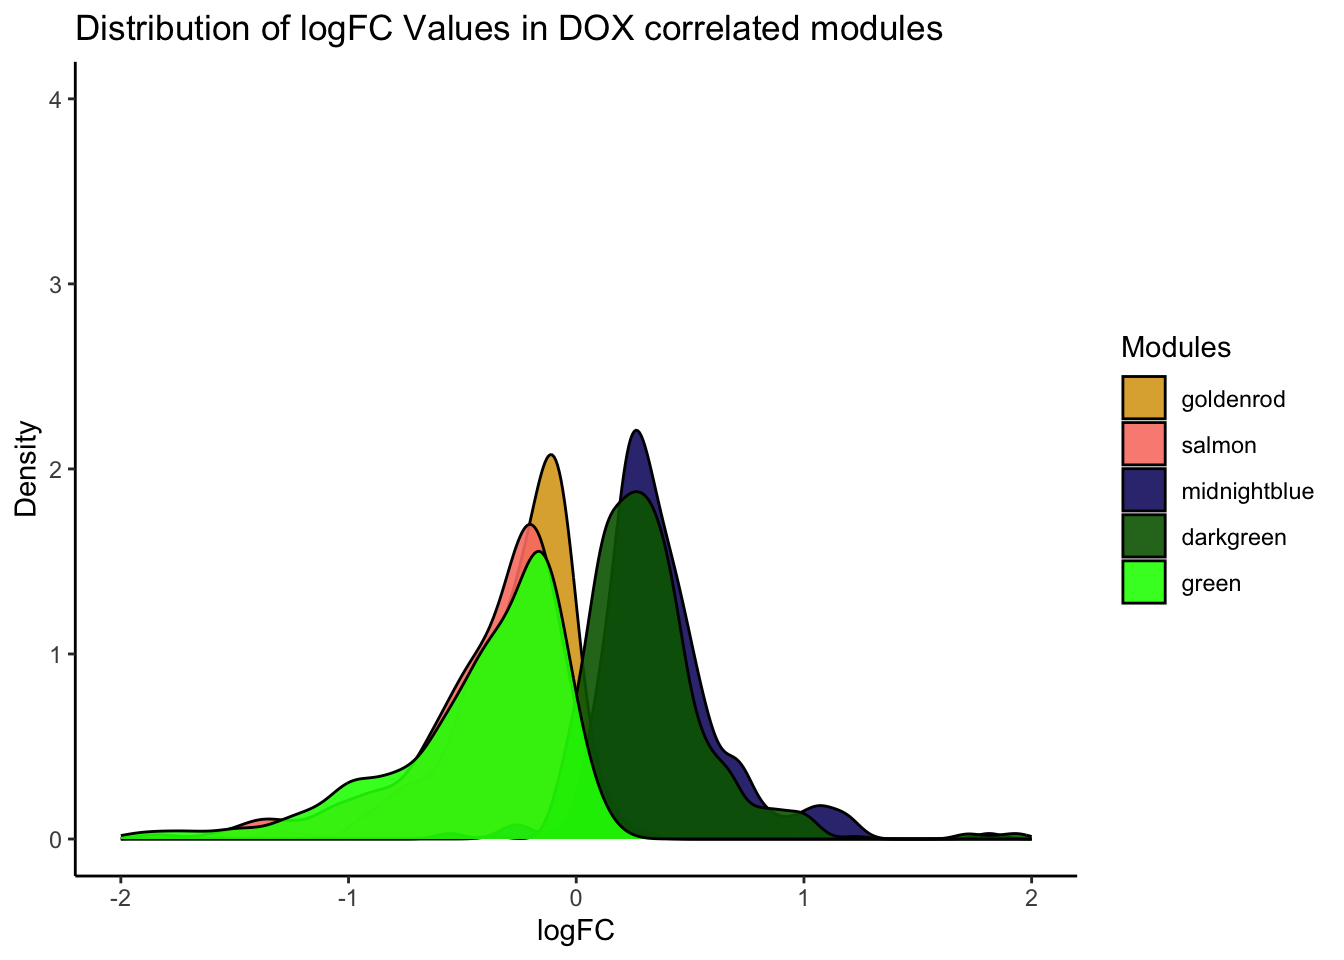 Distribution of logFC Values in DOX correlated modules
4
3
2
1
0
Density
-2
-1
0
1
2
logFC
Modules
goldenrod
salmon
midnightblue
darkgreen
green